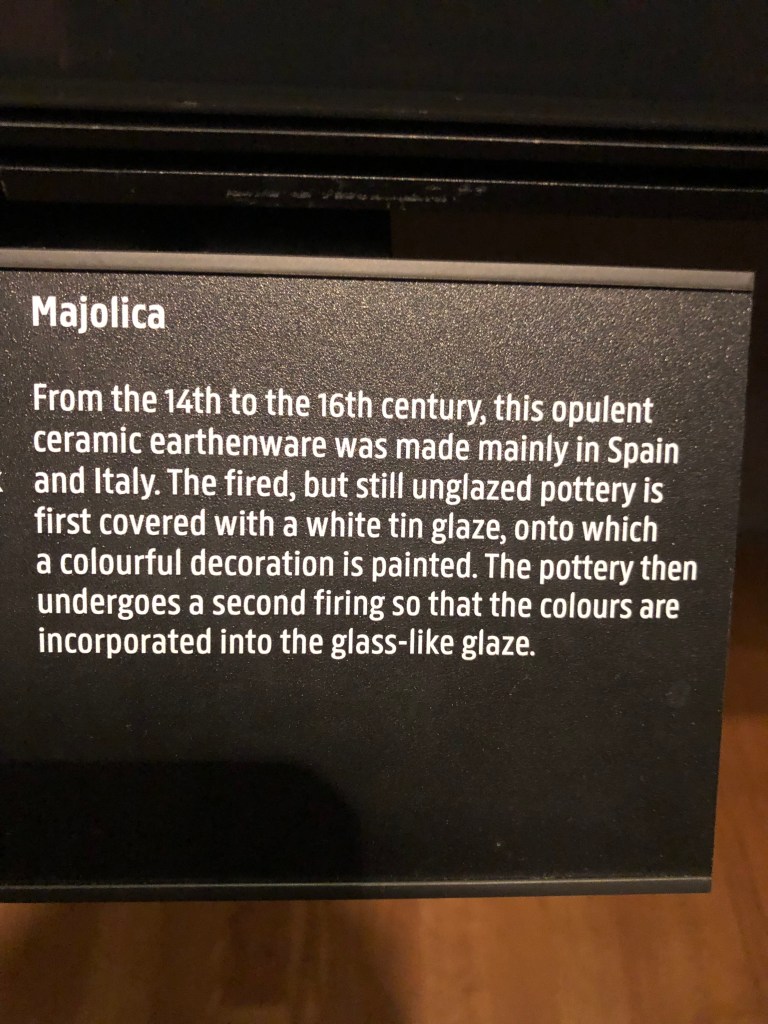 Majolica
From the 14th to the 16th century, this opulent
ceramic earthenware was made mainly in Spain
and Italy. The fired, but still unglazed pottery is
first covered with a white tin glaze, onto which
a colourful decoration is painted. The pottery then
undergoes a second firing so that the colours are
incorporated into the glass-like glaze.